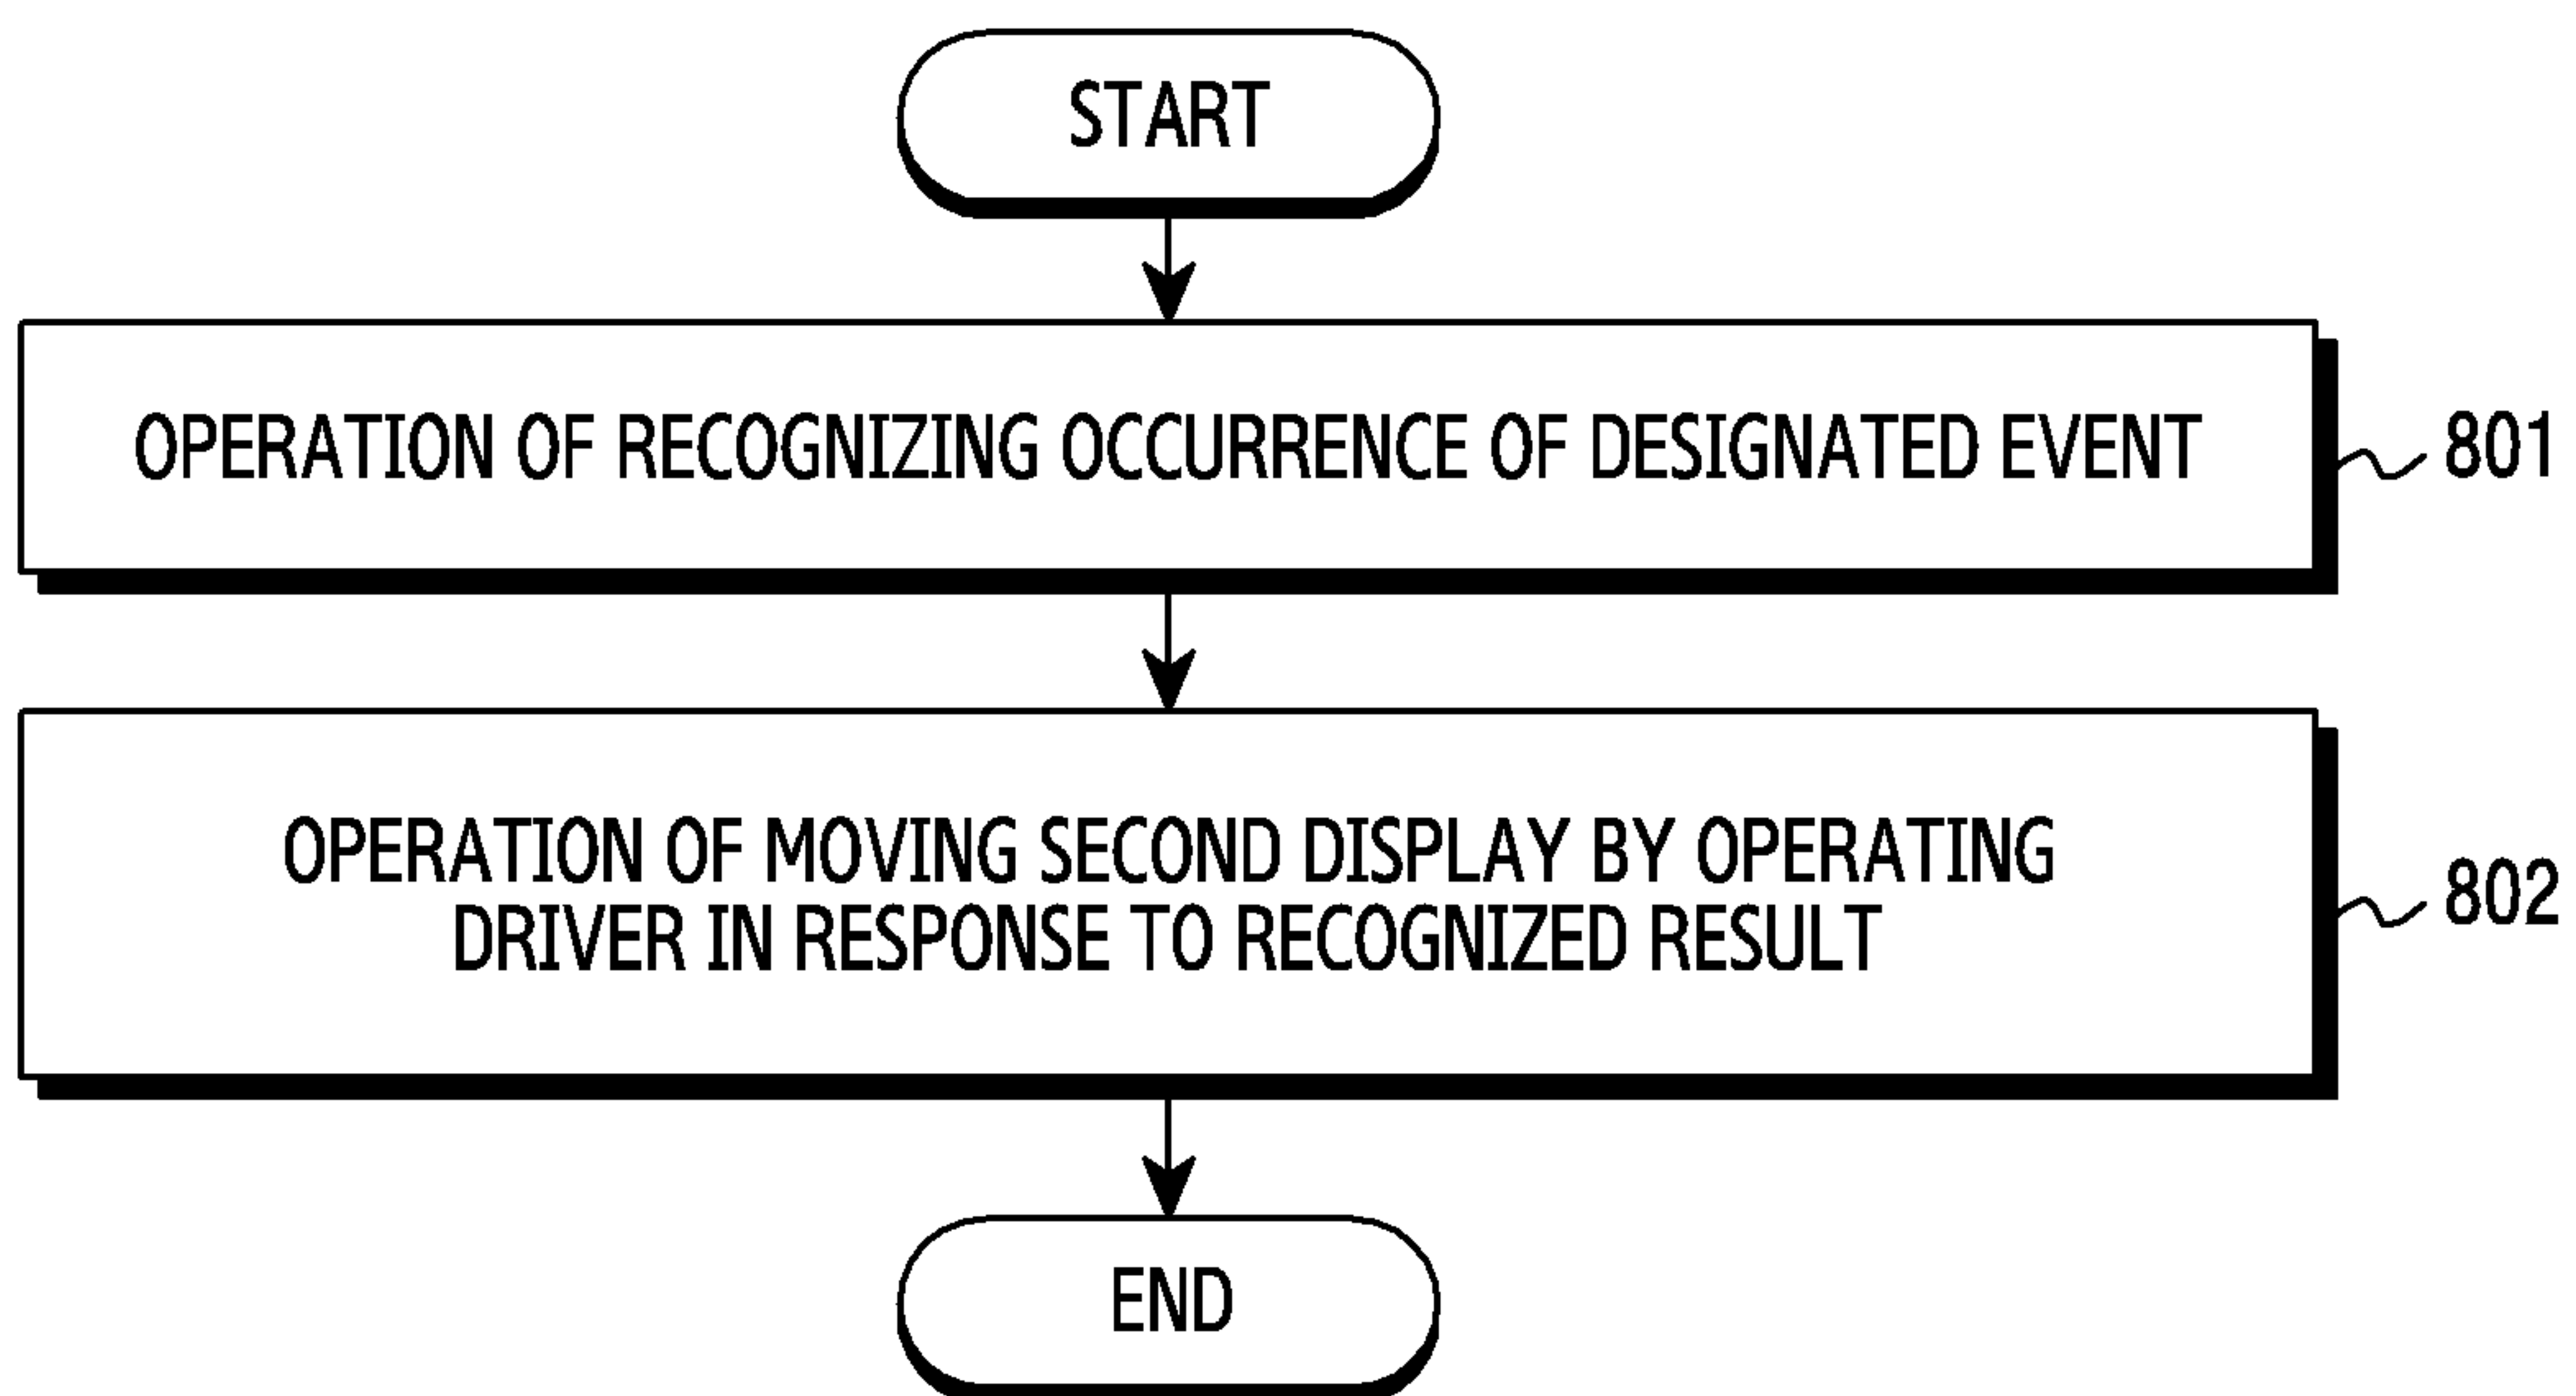 START
OPERATION OF RECOGNIZING OCCURRENCE OF DESIGNATED EVENT
801
OPERATION OF MOVING SECOND DISPLAY BY OPERATING
DRIVER IN RESPONSE TO RECOGNIZED RESULT
802
END